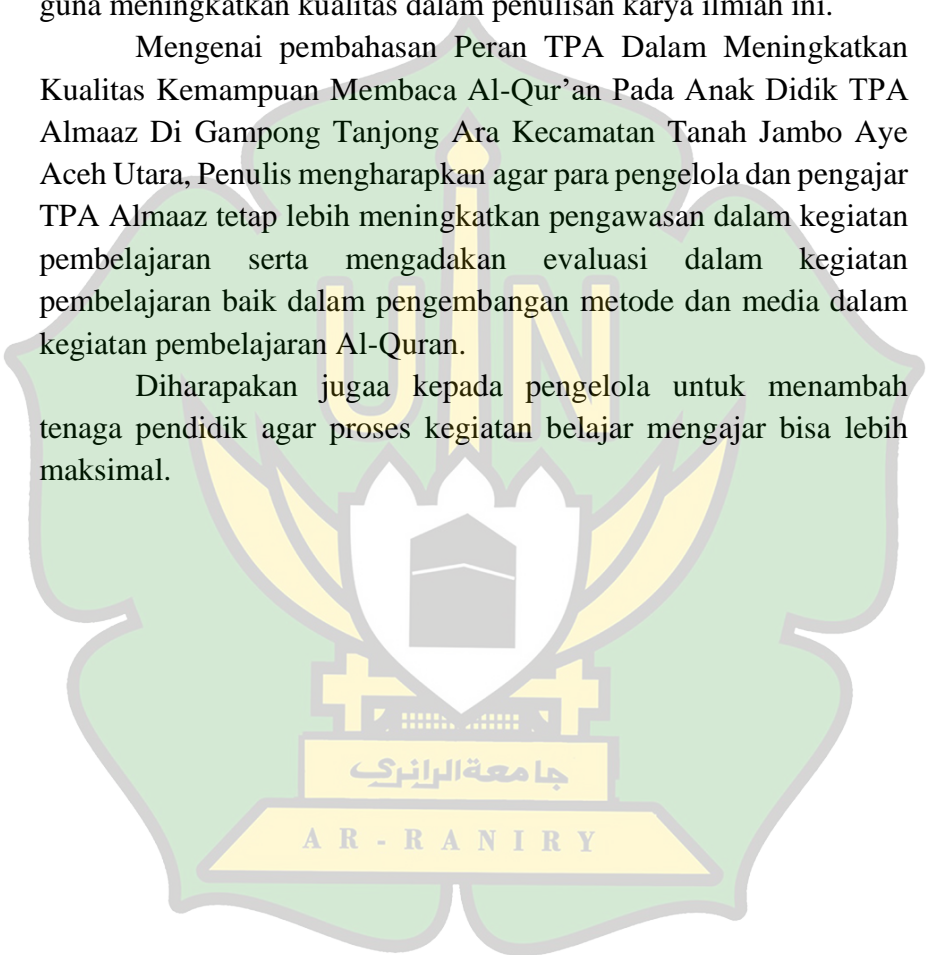 guna meningkatkan kualitas dalam penulisan karya ilmiah ini.
Mengenai pembahasan Peran TPA Dalam Meningkatkan
Kualitas Kemampuan Membaca Al-Qur’an Pada Anak Didik TPA
Almaaz Di Gampong Tanjong Ara Kecamatan Tanah Jambo Aye
Aceh Utara, Penulis mengharapkan agar para pengelola dan pengajar
TPA Almaaz tetap lebih meningkatkan pengawasan dalam kegiatan
pembelajaran serta mengadakan evaluasi dalam kegiatan
pembelajaran baik dalam pengembangan metode dan media dalam
kegiatan pembelajaran Al-Quran.
Diharapakan jugaa kepada pengelola untuk menambah
tenaga pendidik agar proses kegiatan belajar mengajar bisa lebih
maksimal.
UIN
جامعةالرانري
AR-RANIRY